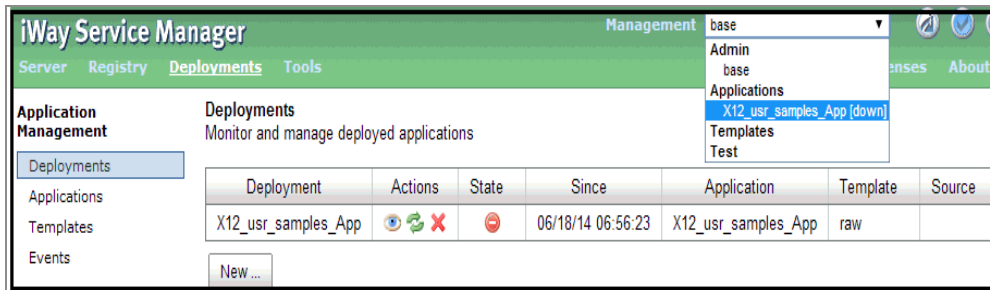 iWay Service Manager
Management base
Server Registry Deployments Tools
enses About
Admin
base
Applications
X12_usr_samples_App [down]
Templates
Test
Application
Management
Deployments
Applications
Templates
Events
Deployments
Monitor and manage deployed applications
Deployment Actions State Since Application Template Source
X12_usr_samples_App 06/18/14 06:56:23 X12_usr_samples_App raw
New ...